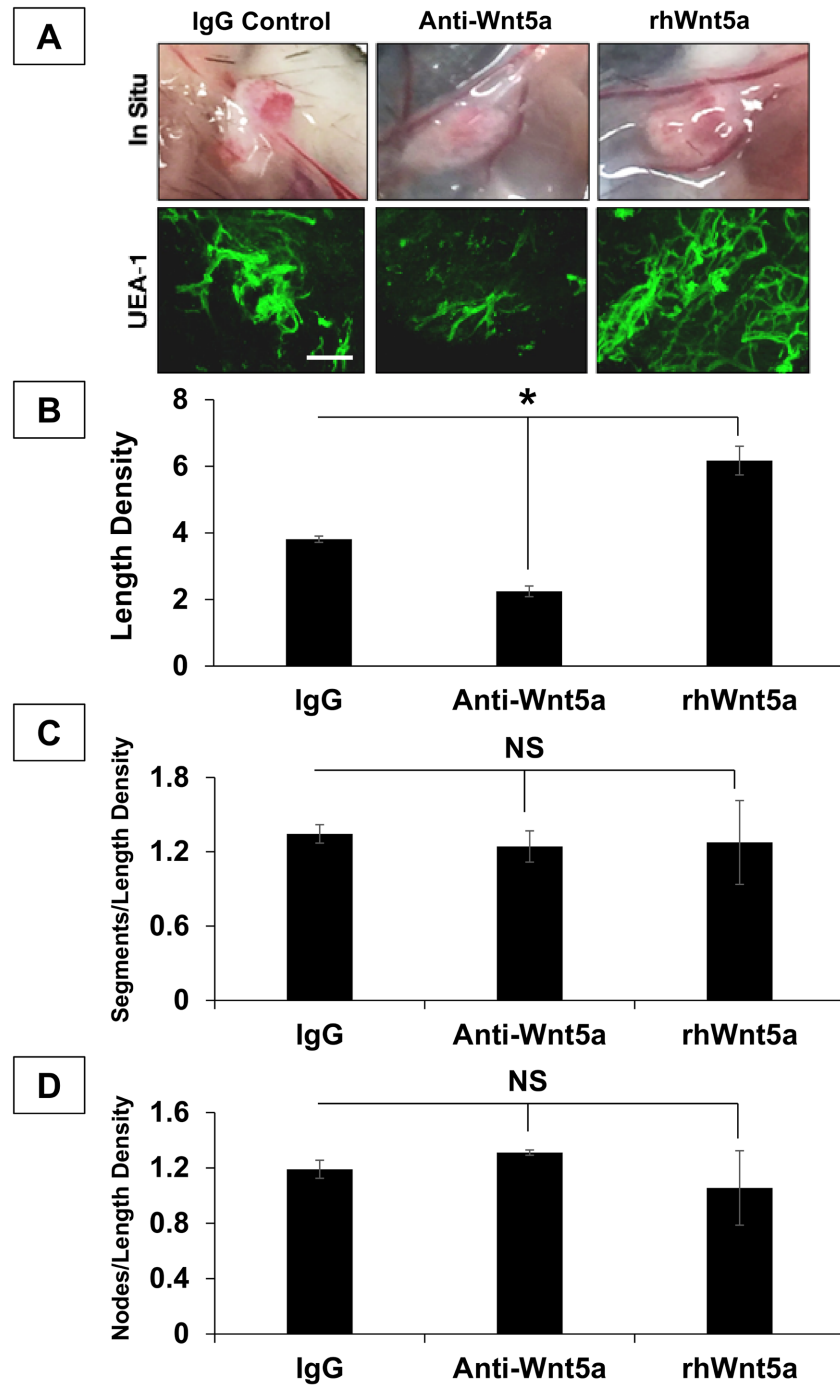 A
IgG Control Anti-Wnt5a rhWnt5a
In Situ
UEA-1
B
*
Length Density
8
6
4
2
0
IgG Anti-Wnt5a rhWnt5a
C
NS
Segments/Length Density
1.8
1.2
0.6
0
IgG Anti-Wnt5a rhWnt5a
D
NS
Nodes/Length Density
1.6
1.2
0.8
0.4
0
IgG Anti-Wnt5a rhWnt5a